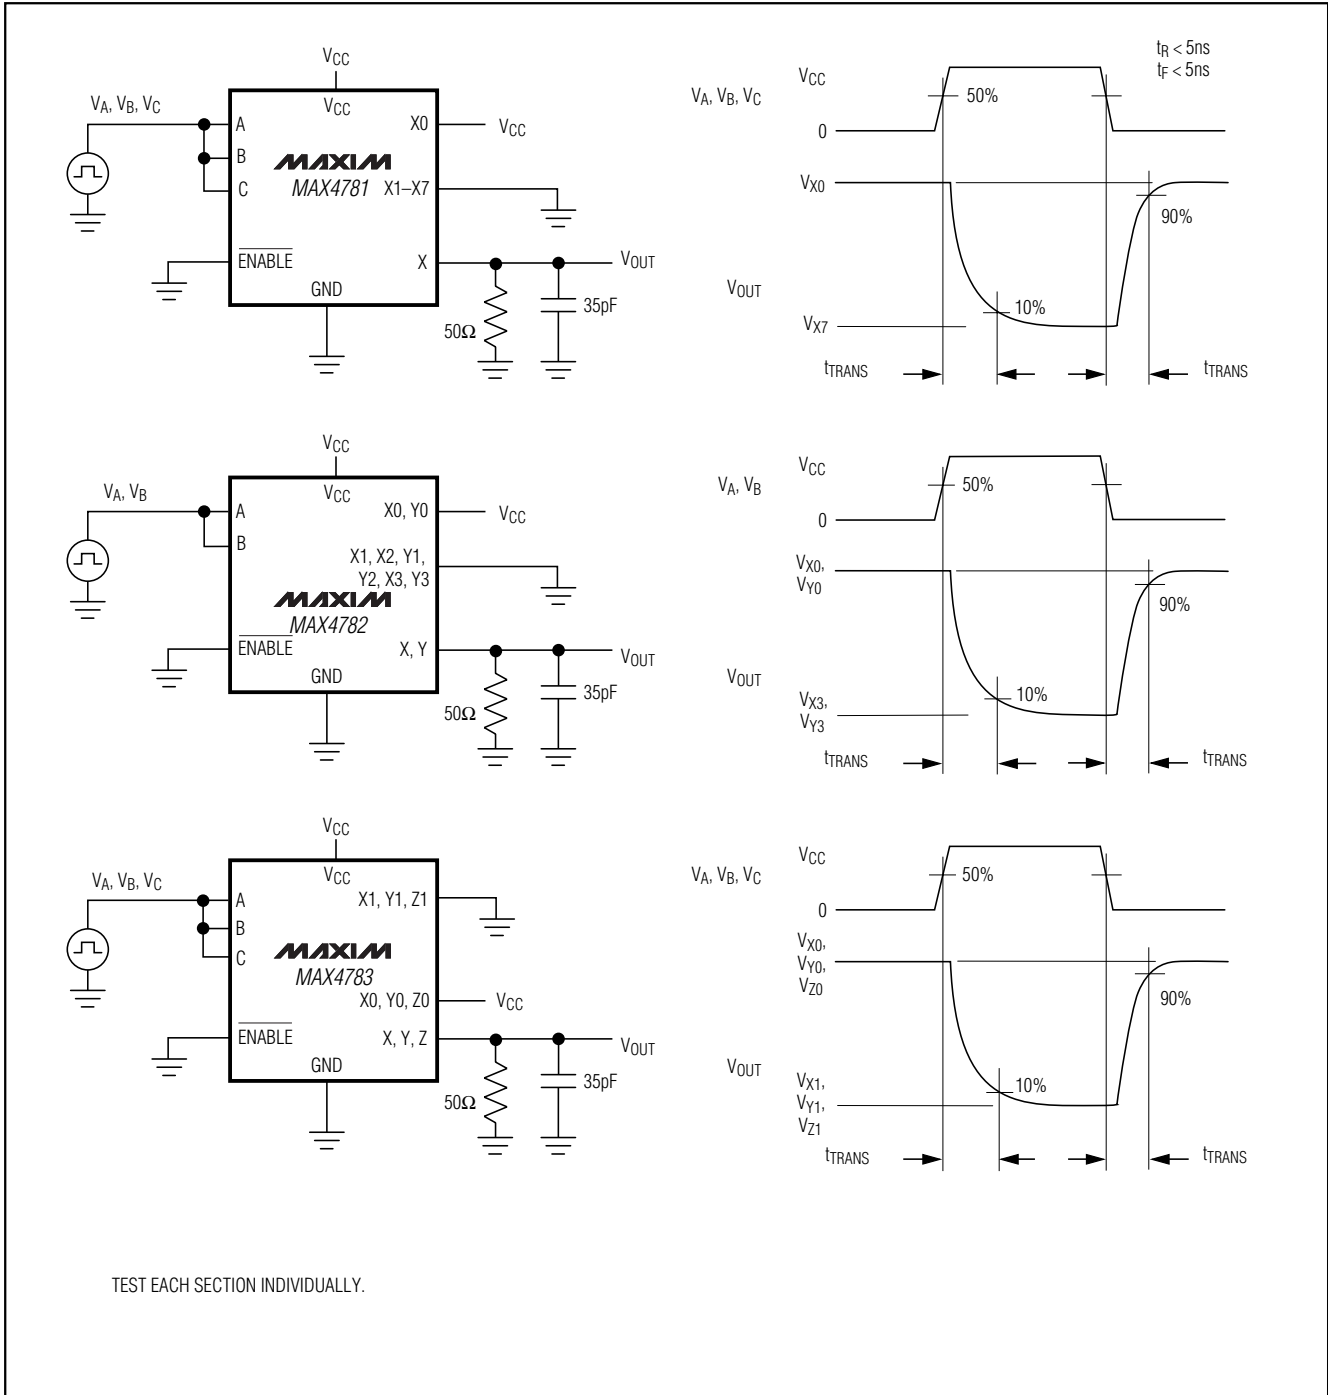 VCC
VCC
VA, VB, VC
A
B
C
X0
VCC
MAXIM
MAX4781
X1–X7
ENABLE
X
VOUT
GND
50Ω
35pF
tR < 5ns
tF < 5ns
VCC
VA, VB, VC
50%
0
VX0
90%
VOUT
10%
VX7
tTRANS
tTRANS
VCC
VCC
VA, VB
A
B
X0, Y0
VCC
X1, X2, Y1,
Y2, X3, Y3
MAXIM
MAX4782
ENABLE
X, Y
VOUT
GND
50Ω
35pF
VCC
VA, VB
50%
0
VX0,
VY0
90%
VOUT
10%
VX3,
VY3
tTRANS
tTRANS
VCC
VCC
VA, VB, VC
A
B
C
X1, Y1, Z1
MAXIM
MAX4783
X0, Y0, Z0
VCC
ENABLE
X, Y, Z
VOUT
GND
50Ω
35pF
VCC
VA, VB, VC
50%
0
VX0,
VY0,
VZ0
90%
VOUT
10%
VX1,
VY1,
VZ1
tTRANS
tTRANS
TEST EACH SECTION INDIVIDUALLY.